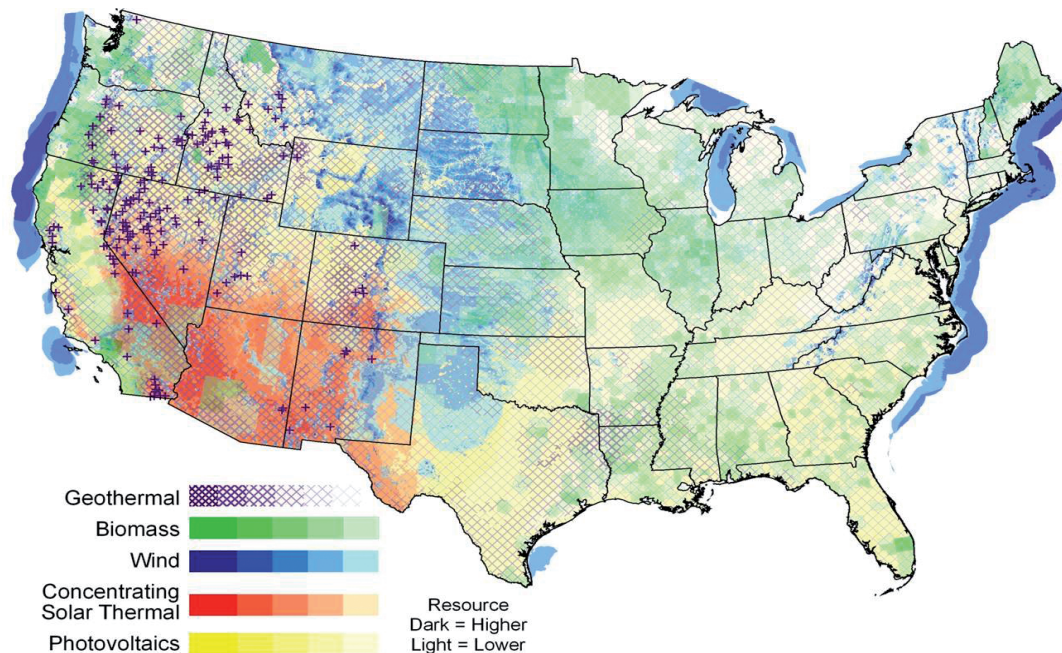 Geothermal
Biomass
Wind
Concentrating
Solar Thermal
Photovoltaics
Resource
Dark = Higher
Light = Lower